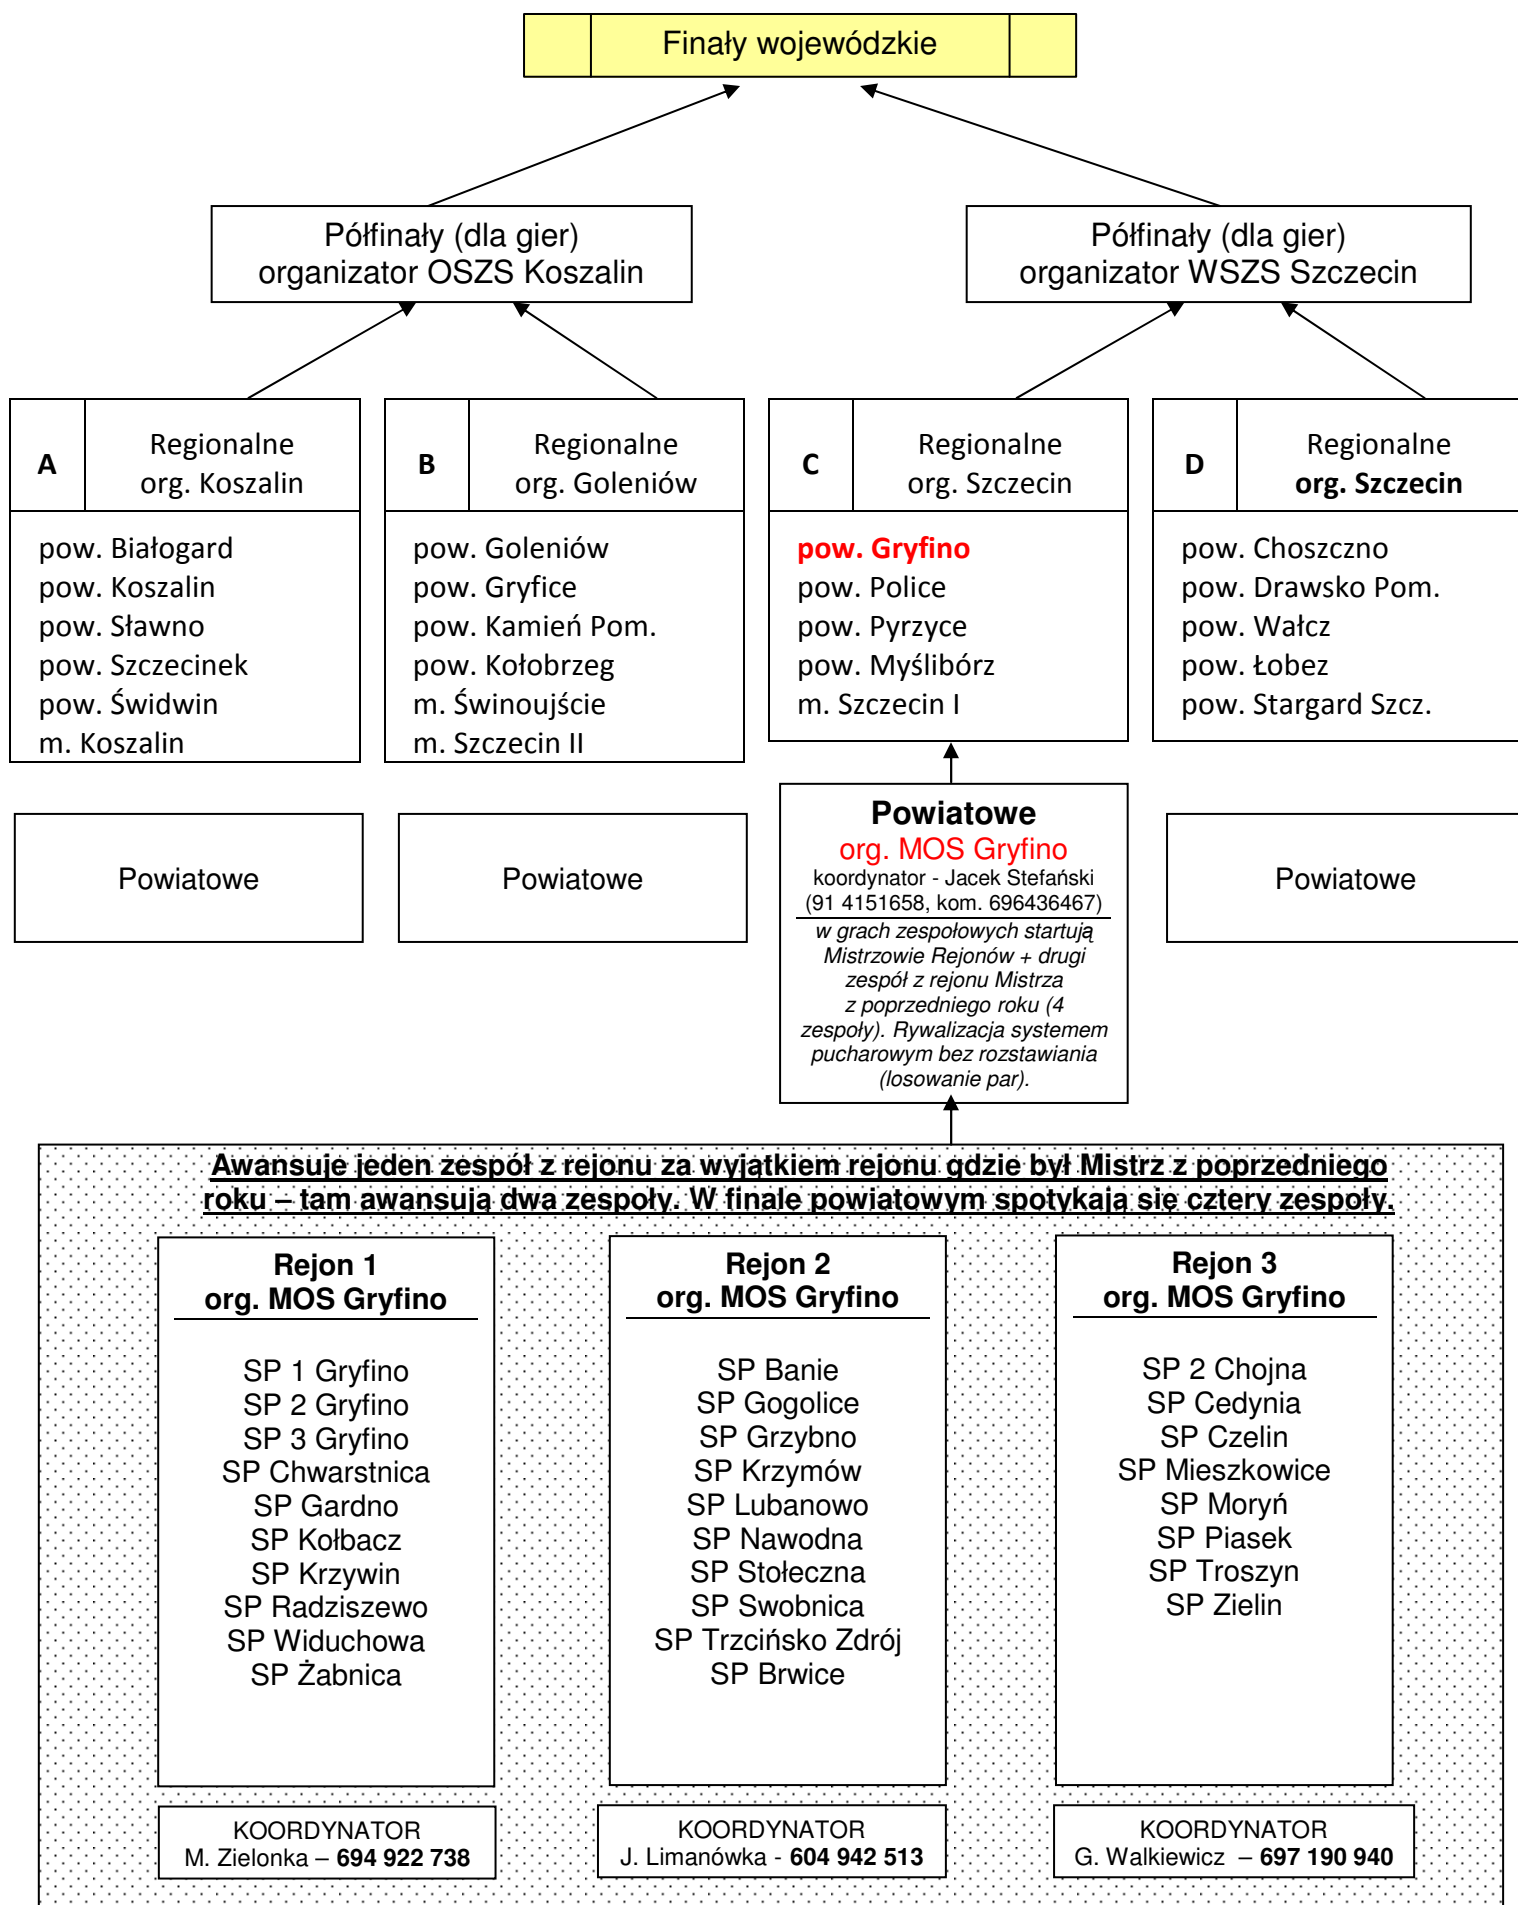 Finały wojewódzkie
Półfinały (dla gier)
organizator OSZS Koszalin
Półfinały (dla gier)
organizator WSZS Szczecin
A
Regionalne
org. Koszalin
pow. Białogard
pow. Koszalin
pow. Sławno
pow. Szczecinek
pow. Świdwin
m. Koszalin
B
Regionalne
org. Goleniów
pow. Goleniów
pow. Gryfice
pow. Kamień Pom.
pow. Kołobrzeg
m. Świnoujście
m. Szczecin II
C
Regionalne
org. Szczecin
pow. Gryfino
pow. Police
pow. Pyrzyce
pow. Myślibórz
m. Szczecin I
D
Regionalne
org. Szczecin
pow. Choszczno
pow. Drawsko Pom.
pow. Wałcz
pow. Łobez
pow. Stargard Szcz.
Powiatowe
Powiatowe
Powiatowe
org. MOS Gryfino
koordynator - Jacek Stefański
(91 4151658, kom. 696436467)
w grach zespołowych startują
Mistrzowie Rejonów + drugi
zespół z rejonu Mistrza
z poprzedniego roku (4
zespoły). Rywalizacja systemem
pucharowym bez rozstawiania
(losowanie par).
Powiatowe
Awansuje jeden zespół z rejonu za wyjątkiem rejonu gdzie był Mistrz z poprzedniego
roku – tam awansują dwa zespoły. W finale powiatowym spotykają się cztery zespoły.
Rejon 1
org. MOS Gryfino
SP 1 Gryfino
SP 2 Gryfino
SP 3 Gryfino
SP Chwarstnica
SP Gardno
SP Kołbacz
SP Krzywin
SP Radziszewo
SP Widuchowa
SP Żabnica
KOORDYNATOR
M. Zielonka – 694 922 738
Rejon 2
org. MOS Gryfino
SP Banie
SP Gogolice
SP Grzybno
SP Krzymów
SP Lubanowo
SP Nawodna
SP Stołeczna
SP Swobnica
SP Trzcińsko Zdrój
SP Brwice
KOORDYNATOR
J. Limanówka - 604 942 513
Rejon 3
org. MOS Gryfino
SP 2 Chojna
SP Cedynia
SP Czelin
SP Mieszkowice
SP Moryń
SP Piasek
SP Troszyn
SP Zielin
KOORDYNATOR
G. Walkiewicz – 697 190 940